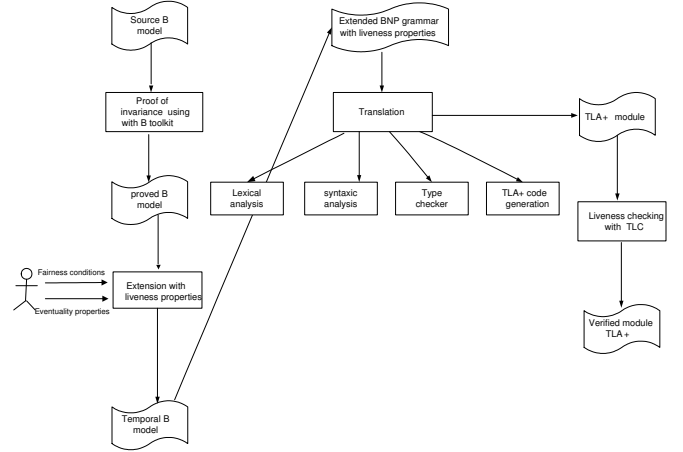 Source B
model
Proof of
invariance using
with B toolkit
proved B
model
Fairness conditions
Eventuality properties
Extension with
liveness properties
Temporal B
model
Extended BNP grammar
with liveness properties
Translation
Lexical
analysis
syntaxic
analysis
Type
checker
TLA+ code
generation
TLA+ module
Liveness checking
with TLC
Verified module
TLA+